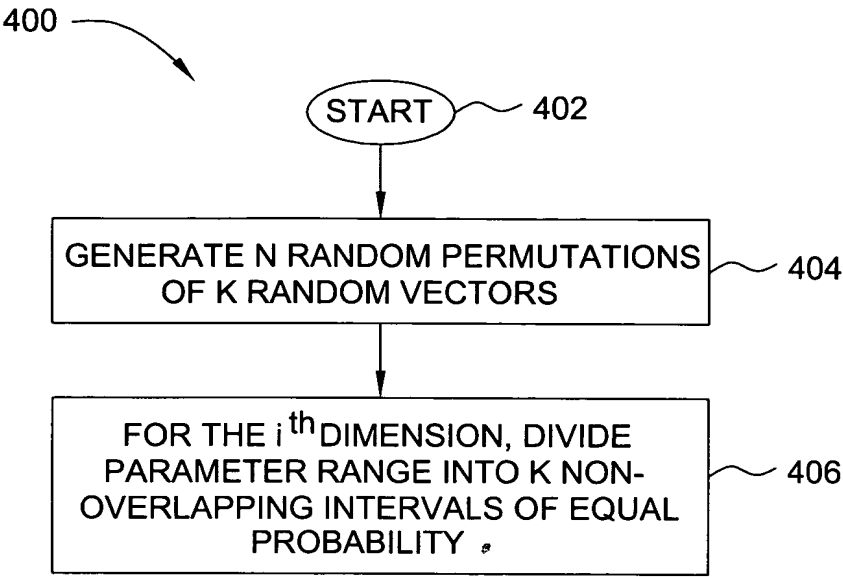 400
START
402
GENERATE N RANDOM PERMUTATIONS
OF K RANDOM VECTORS
404
FOR THE ith DIMENSION, DIVIDE
PARAMETER RANGE INTO K NON-
OVERLAPPING INTERVALS OF EQUAL
PROBABILITY .
406